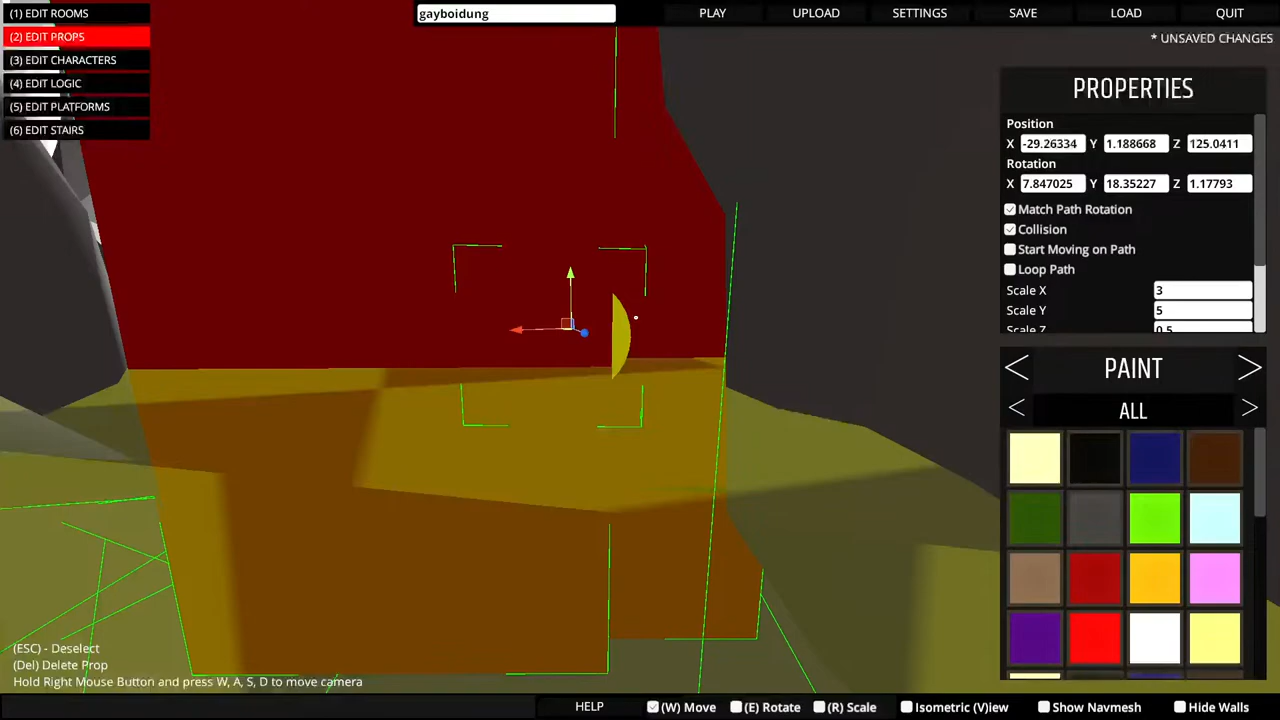 (1) EDIT ROOMS
gayboidung
PLAY
UPLOAD
SETTINGS
SAVE
LOAD
QUIT
(2) EDIT PROPS
* UNSAVED CHANGES
(3) EDIT CHARACTERS
(4) EDIT LOGIC
(5) EDIT PLATFORMS
(6) EDIT STAIRS
PROPERTIES
Position
X -29.26334 Y 1.188668 Z 125.0411
Rotation
X 7.847025 Y 18.35227 Z 1.17793
Match Path Rotation
Collision
Start Moving on Path
Loop Path
Scale X 3
Scale Y 5
Scale Z 0.5
< PAINT >
< ALL >
(ESC) - Deselect
(Del) Delete Prop
Hold Right Mouse Button and press W, A, S, D to move camera
HELP
(W) Move
(E) Rotate
(R) Scale
Isometric (V)iew
Show Navmesh
Hide Walls